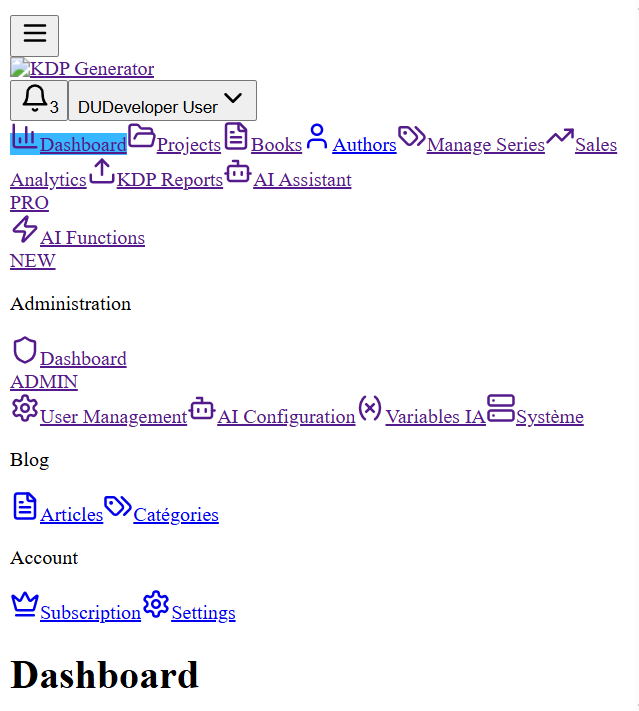 KDP Generator
3 DUDeveloper User
Dashboard Projects Books Authors Manage Series Sales
Analytics KDP Reports AI Assistant
PRO
AI Functions
NEW
Administration
Dashboard
ADMIN
User Management AI Configuration Variables IA Système
Blog
Articles Catégories
Account
Subscription Settings
Dashboard